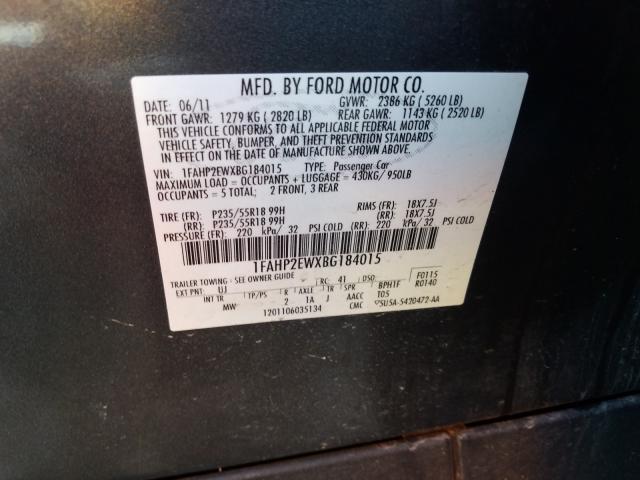 MFD. BY FORD MOTOR CO.
DATE: 06/11 GVWR: 2386 KG ( 5260 LB)
FRONT GAWR: 1279 KG ( 2820 LB) REAR GAWR: 1143 KG ( 2520 LB)
THIS VEHICLE CONFORMS TO ALL APPLICABLE FEDERAL MOTOR
VEHICLE SAFETY, BUMPER, AND THEFT PREVENTION STANDARDS
IN EFFECT ON THE DATE OF MANUFACTURE SHOWN ABOVE.
VIN: 1FAHP2EWXBG184015 TYPE: Passenger Car
MAXIMUM LOAD = OCCUPANTS + LUGGAGE = 430KG/ 950LB
OCCUPANTS = 5 TOTAL; 2 FRONT, 3 REAR
TIRE (FR): P235/55R18 99H RIMS (FR): 18X7.5J
(RR): P235/55R18 99H (RR): 18X7.5J
PRESSURE (FR): 220 kPa/ 32 PSI COLD (RR): 220 kPa/ 32 PSI COLD
1FAHP2EWXBG184015
TRAILER TOWING: SEE OWNER GUIDE
EXT PNT: UJ RC: 41 DSO: F0115
INT TR TP/PS R AXLE TR SPR BPH1F R0140
MW 2 1A J AACC T05
1201106035134 CMC 5U5A-5420472-AA